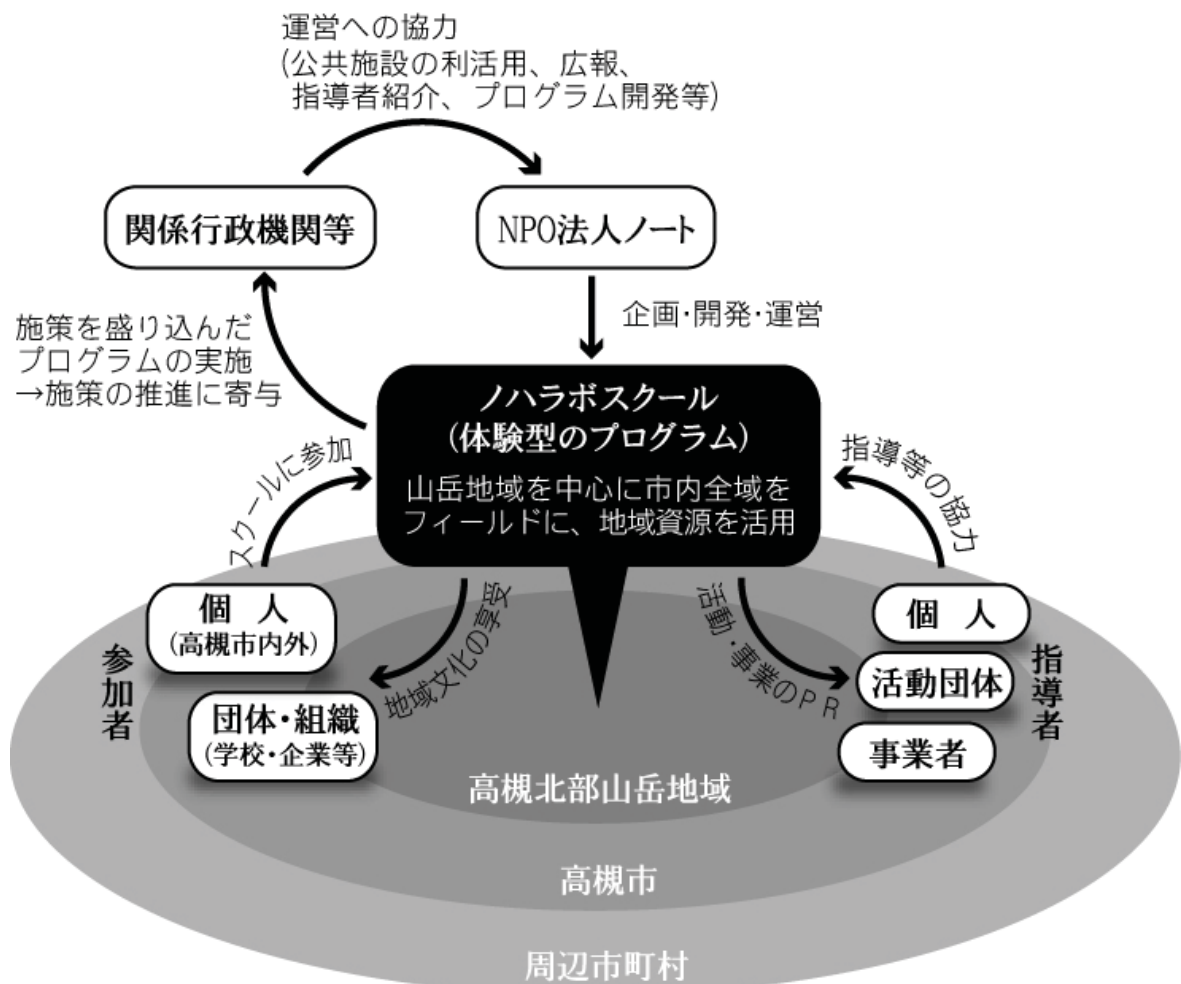 運営への協力
(公共施設の利活用、広報、
指導者紹介、プログラム開発等)
関係行政機関等
NPO法人ノート
企画・開発・運営
施策を盛り込んだ
プログラムの実施
→施策の推進に寄与
ノハラボスクール
(体験型のプログラム)
山岳地域を中心に市内全域を
フィールドに、地域資源を活用
スクールに参加
指導等の協力
個 人
(高槻市内外)
団体・組織
(学校・企業等)
参加者
地域文化の享受
活動・事業のPR
個 人
活動団体
事業者
指導者
高槻北部山岳地域
高槻市
周辺市町村